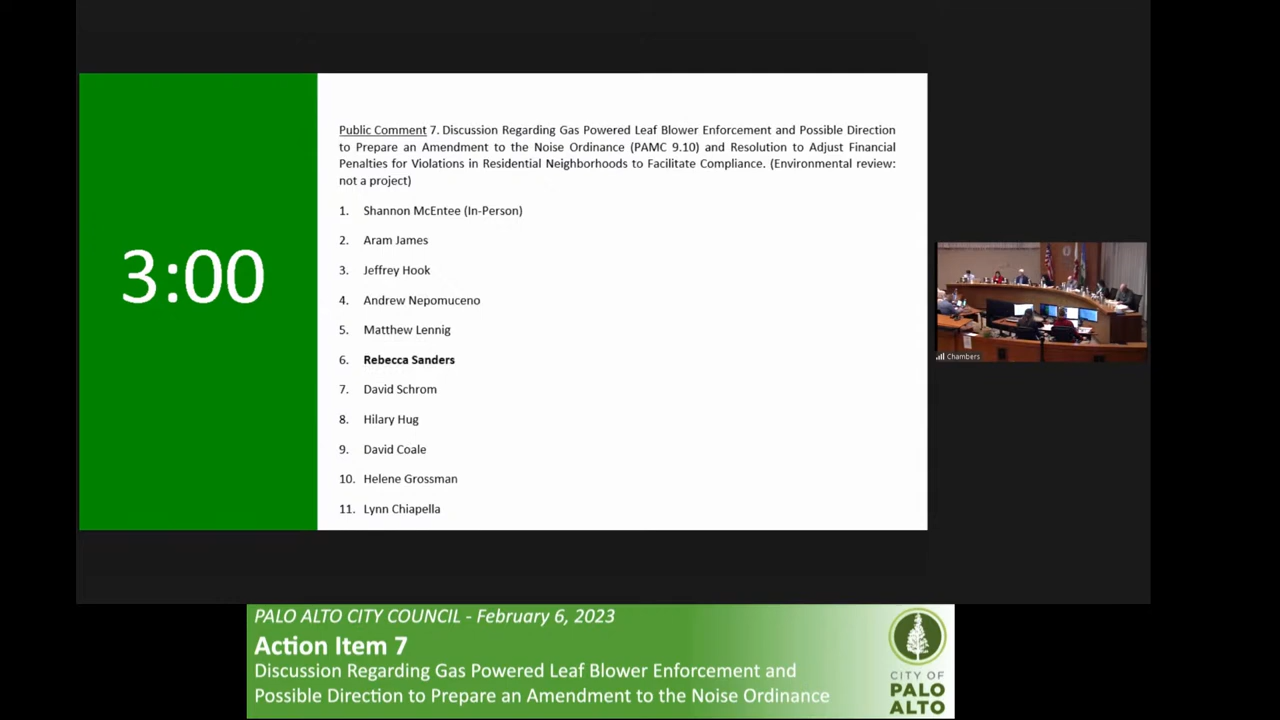 3:00
Public Comment 7. Discussion Regarding Gas Powered Leaf Blower Enforcement and Possible Direction
to Prepare an Amendment to the Noise Ordinance (PAMC 9.10) and Resolution to Adjust Financial
Penalties for Violations in Residential Neighborhoods to Facilitate Compliance. (Environmental review:
not a project)
1. Shannon McEntee (In-Person)
2. Aram James
3. Jeffrey Hook
4. Andrew Nepomuceno
5. Matthew Lennig
6. Rebecca Sanders
7. David Schrom
8. Hilary Hug
9. David Coale
10. Helene Grossman
11. Lynn Chiapella
Chambers
PALO ALTO CITY COUNCIL - February 6, 2023
Action Item 7
Discussion Regarding Gas Powered Leaf Blower Enforcement and
Possible Direction to Prepare an Amendment to the Noise Ordinance
CITY OF
PALO
ALTO